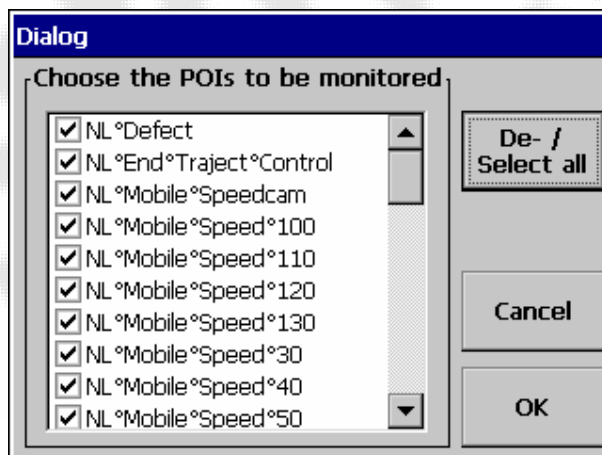 Dialog
Choose the POIs to be monitored
NL°Defect
NL°End°Traject°Control
NL°Mobile°Speedcam
NL°Mobile°Speed°100
NL°Mobile°Speed°110
NL°Mobile°Speed°120
NL°Mobile°Speed°130
NL°Mobile°Speed°30
NL°Mobile°Speed°40
NL°Mobile°Speed°50
De- /
Select all
Cancel
OK